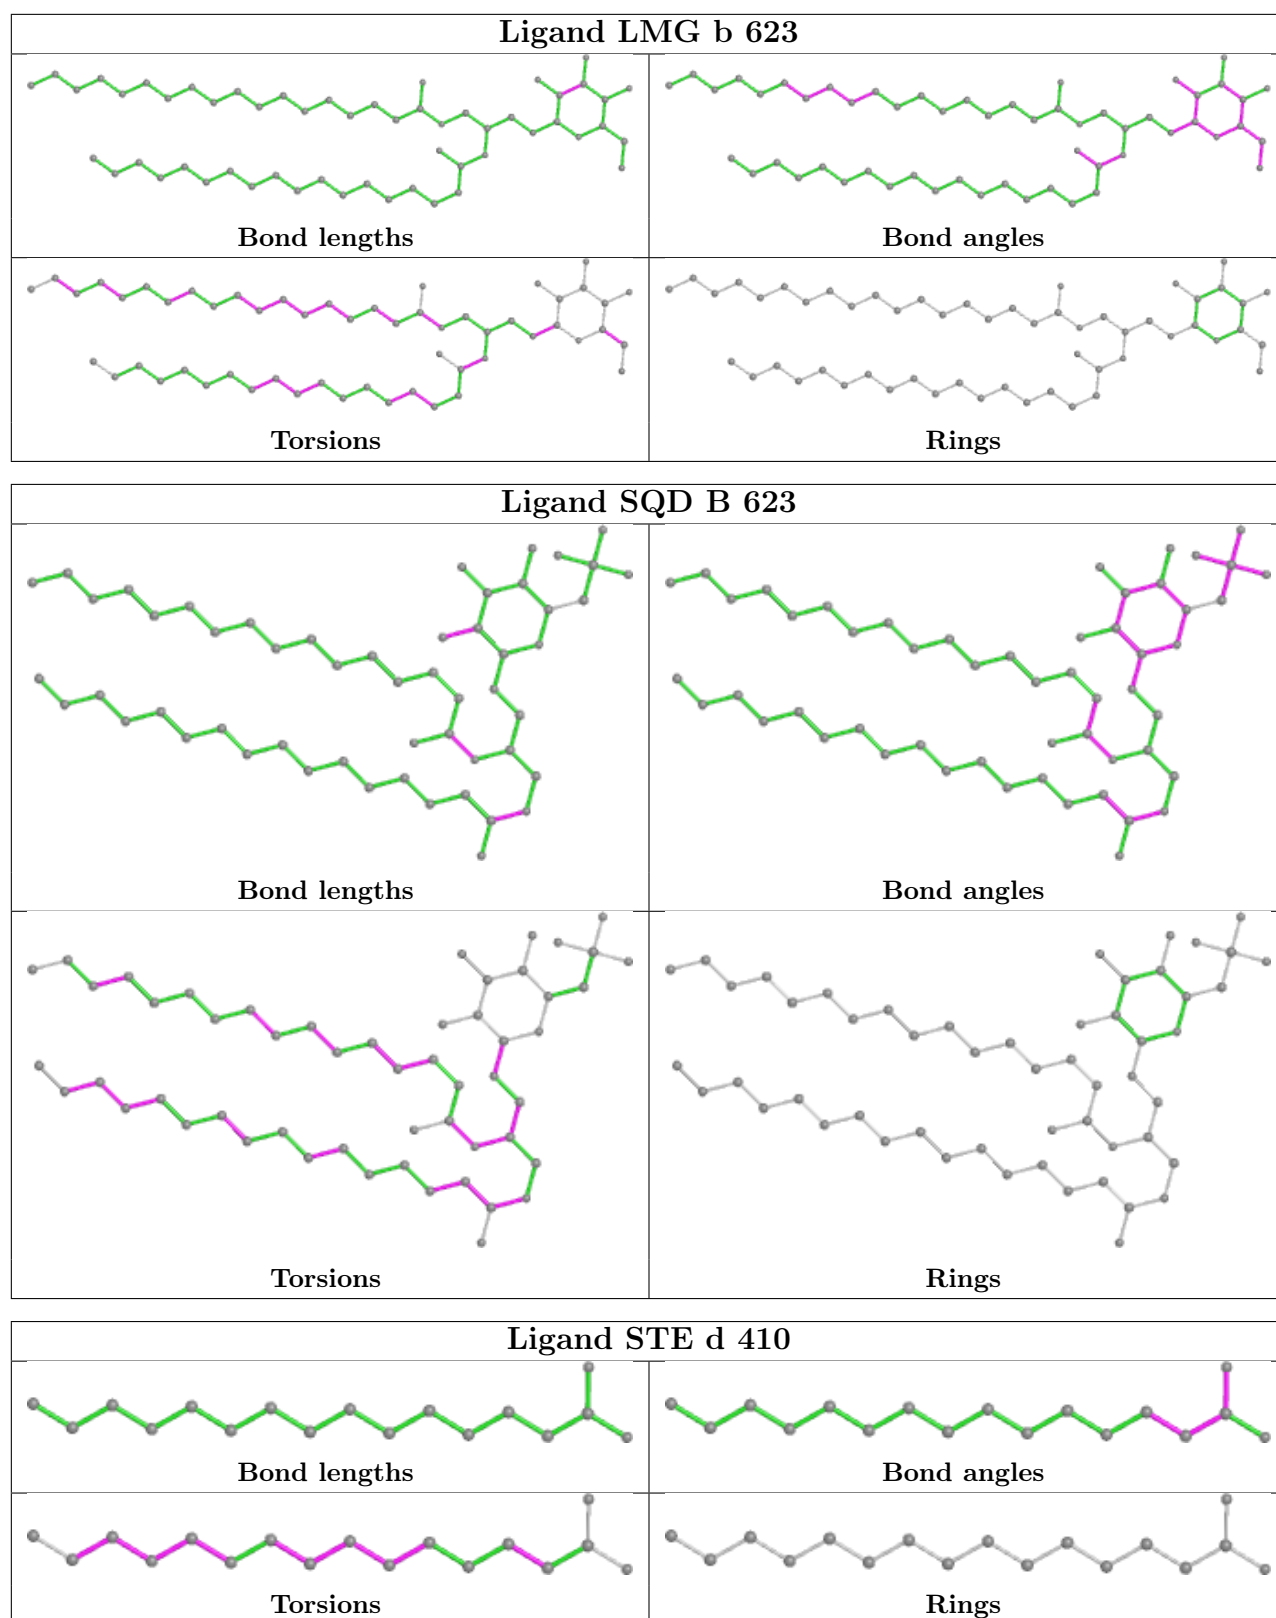 Ligand LMG b 623
Bond lengths
Bond angles
Torsions
Rings
Ligand SQD B 623
Bond lengths
Bond angles
Torsions
Rings
Ligand STE d 410
Bond lengths
Bond angles
Torsions
Rings